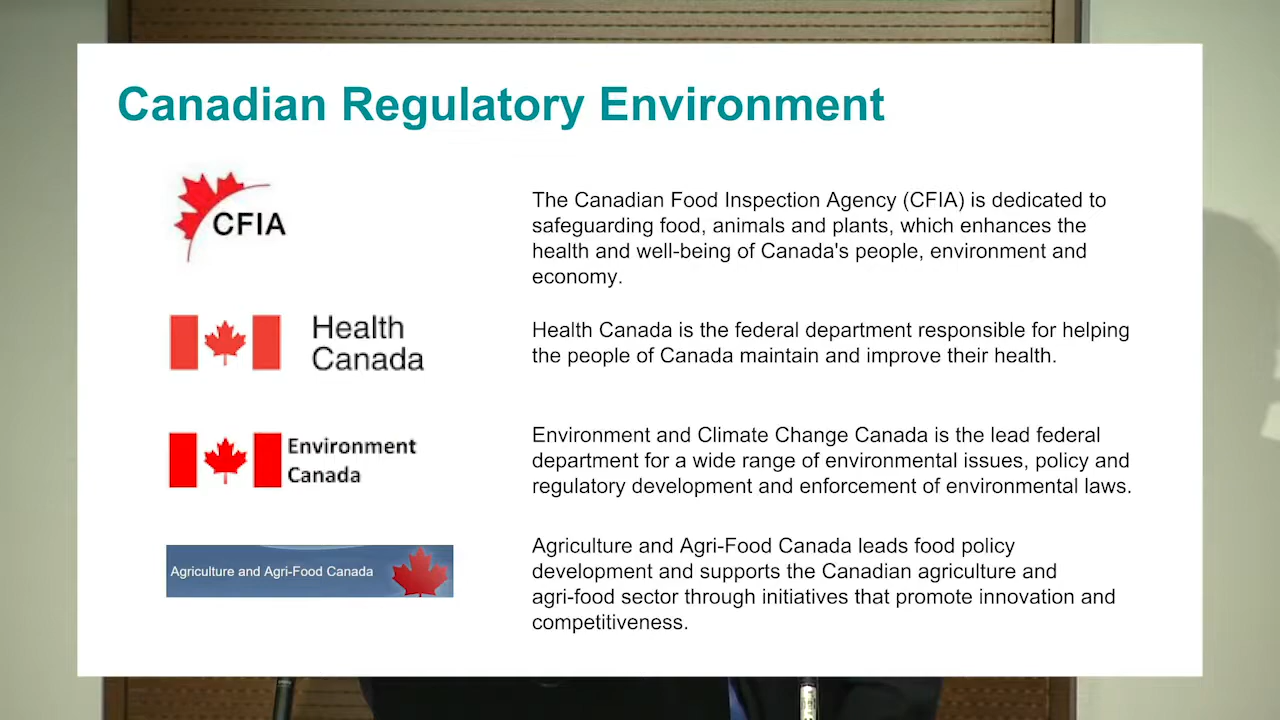 Canadian Regulatory Environment
CFIA
The Canadian Food Inspection Agency (CFIA) is dedicated to
safeguarding food, animals and plants, which enhances the
health and well-being of Canada's people, environment and
economy.
Health
Canada
Health Canada is the federal department responsible for helping
the people of Canada maintain and improve their health.
Environment
Canada
Environment and Climate Change Canada is the lead federal
department for a wide range of environmental issues, policy and
regulatory development and enforcement of environmental laws.
Agriculture and Agri-Food Canada
Agriculture and Agri-Food Canada leads food policy
development and supports the Canadian agriculture and
agri-food sector through initiatives that promote innovation and
competitiveness.